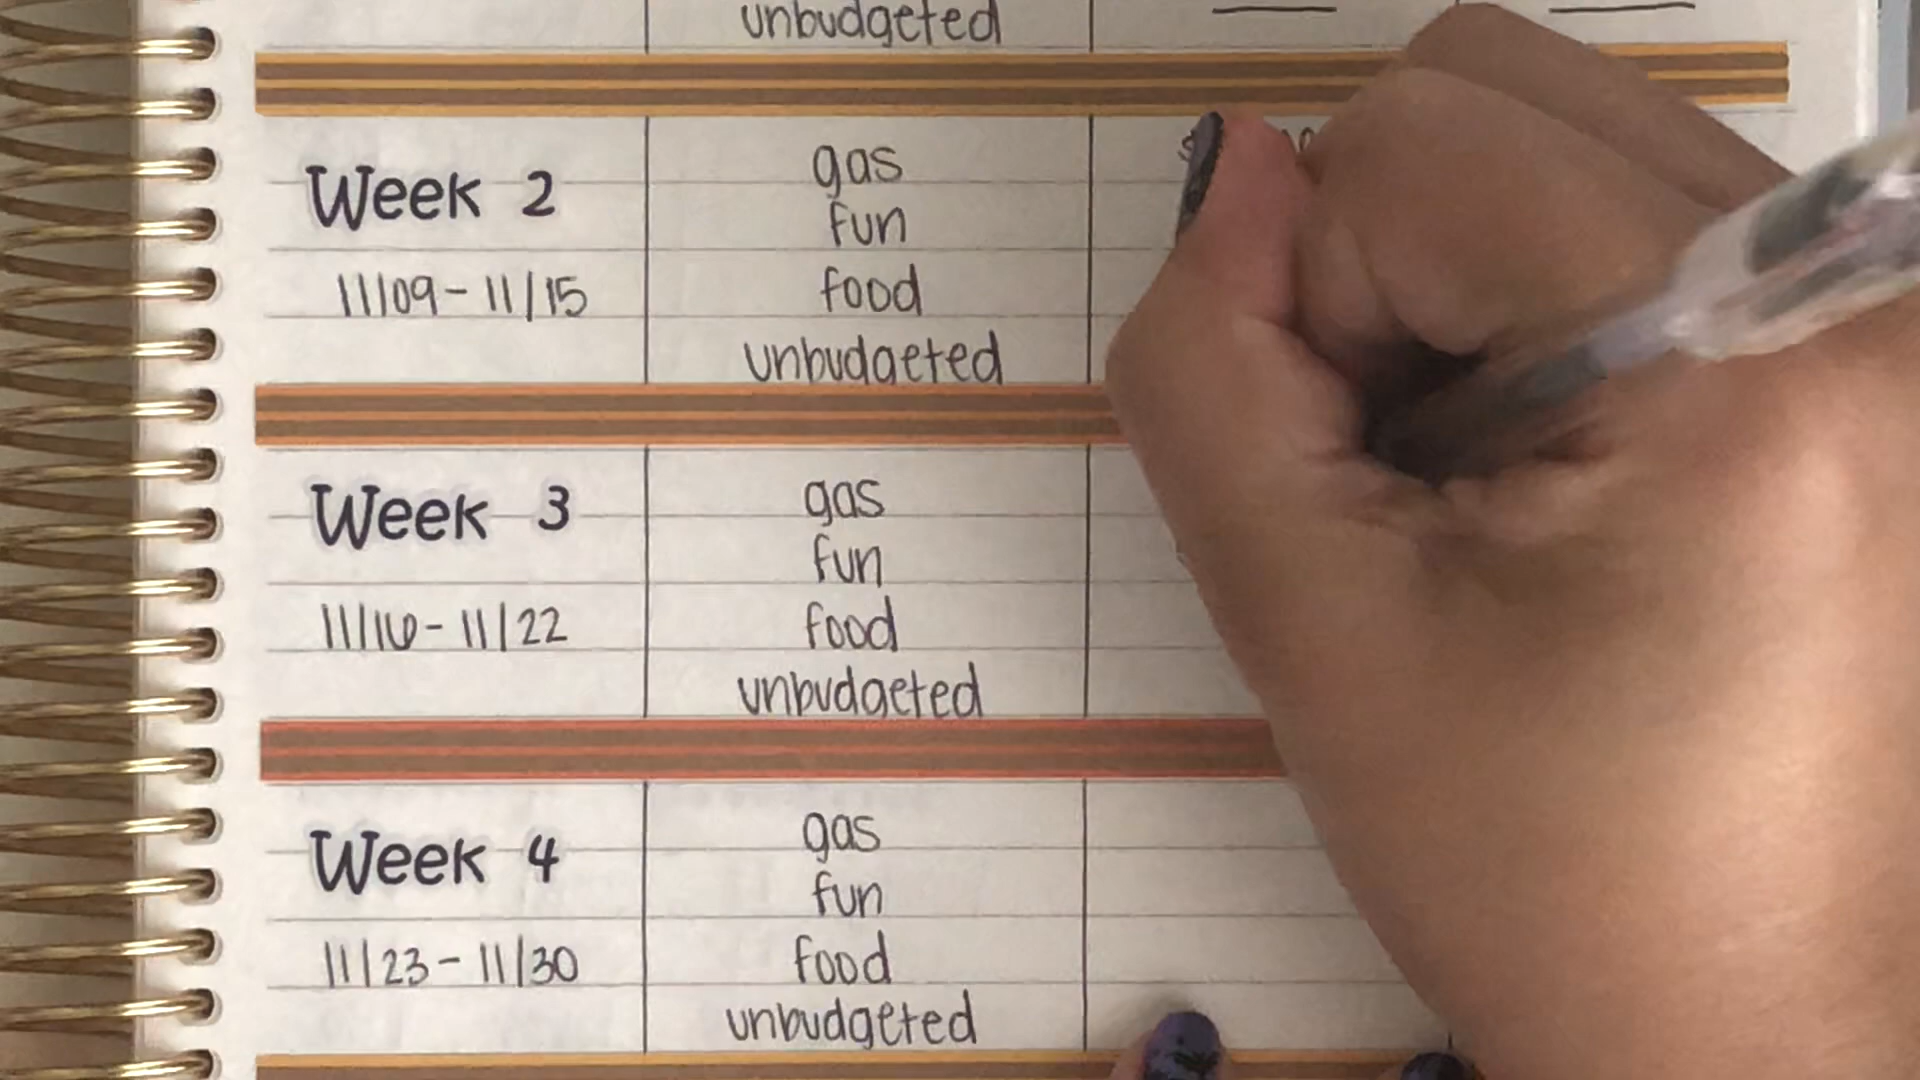 unbudgeted
Week 2
11/09 - 11/15
gas
fun
food
unbudgeted
Week 3
11/16 - 11/22
gas
fun
food
unbudgeted
Week 4
11/23 - 11/30
gas
fun
food
unbudgeted